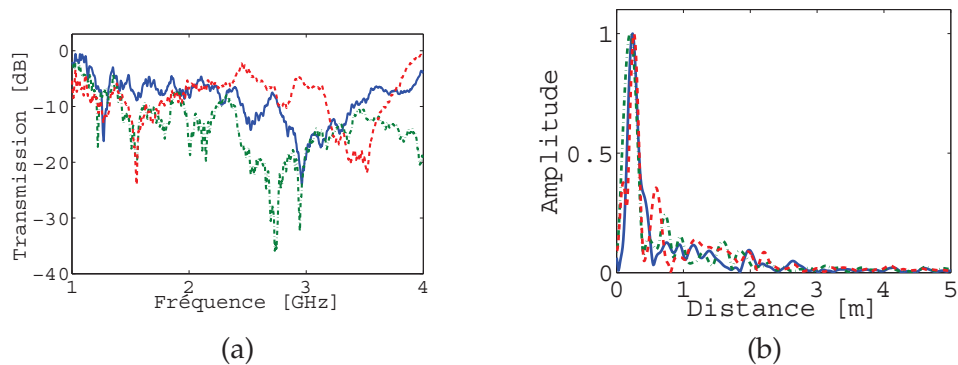 0
−10
−20
−30
−40
Transmission [dB]
1 2 3 4
Fréquence [GHz]
(a)
1
0.5
0
Amplitude
0 1 2 3 4 5
Distance [m]
(b)